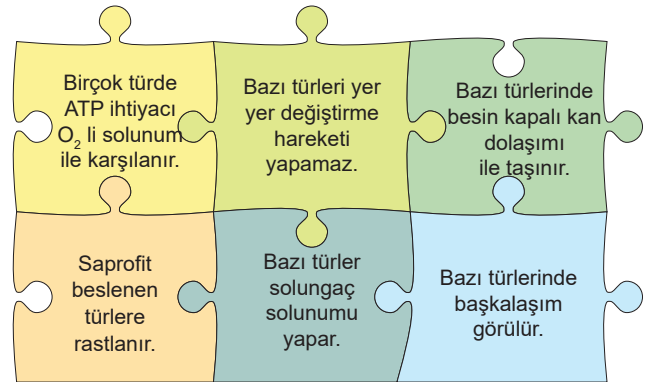 Birçok türde
ATP ihtiyacı
O₂ li solunum
ile karşılanır.
Bazı türleri yer
yer değiştirme
hareketi
yapamaz.
Bazı türlerinde
besin kapalı kan
dolaşımı
ile taşınır.
Saprofit
beslenen
türlere
rastlanır.
Bazı türler
solungaç
solunumu
yapar.
Bazı türlerinde
başkalaşım
görülür.